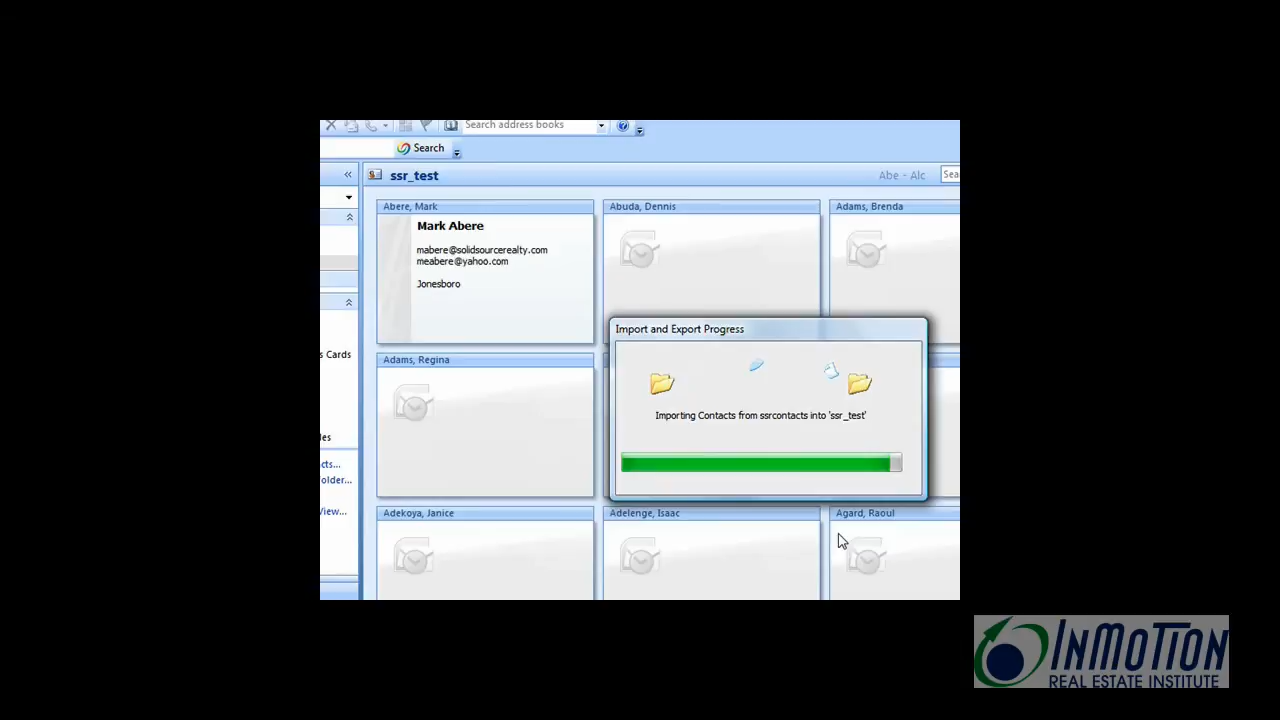 Search address books
Search
ssr_test
Abe - Alc
Sea
Abere, Mark
Mark Abere
mabere@solidsourcerealty.com
meabere@yahoo.com
Jonesboro
Abuda, Dennis
Adams, Brenda
Import and Export Progress
Importing Contacts from ssrcontacts into 'ssr_test'
s Cards
Adams, Regina
les
cts...
older...
View...
Adekoya, Janice
Adelenge, Isaac
Agard, Raoul
INMOTION
REAL ESTATE INSTITUTE